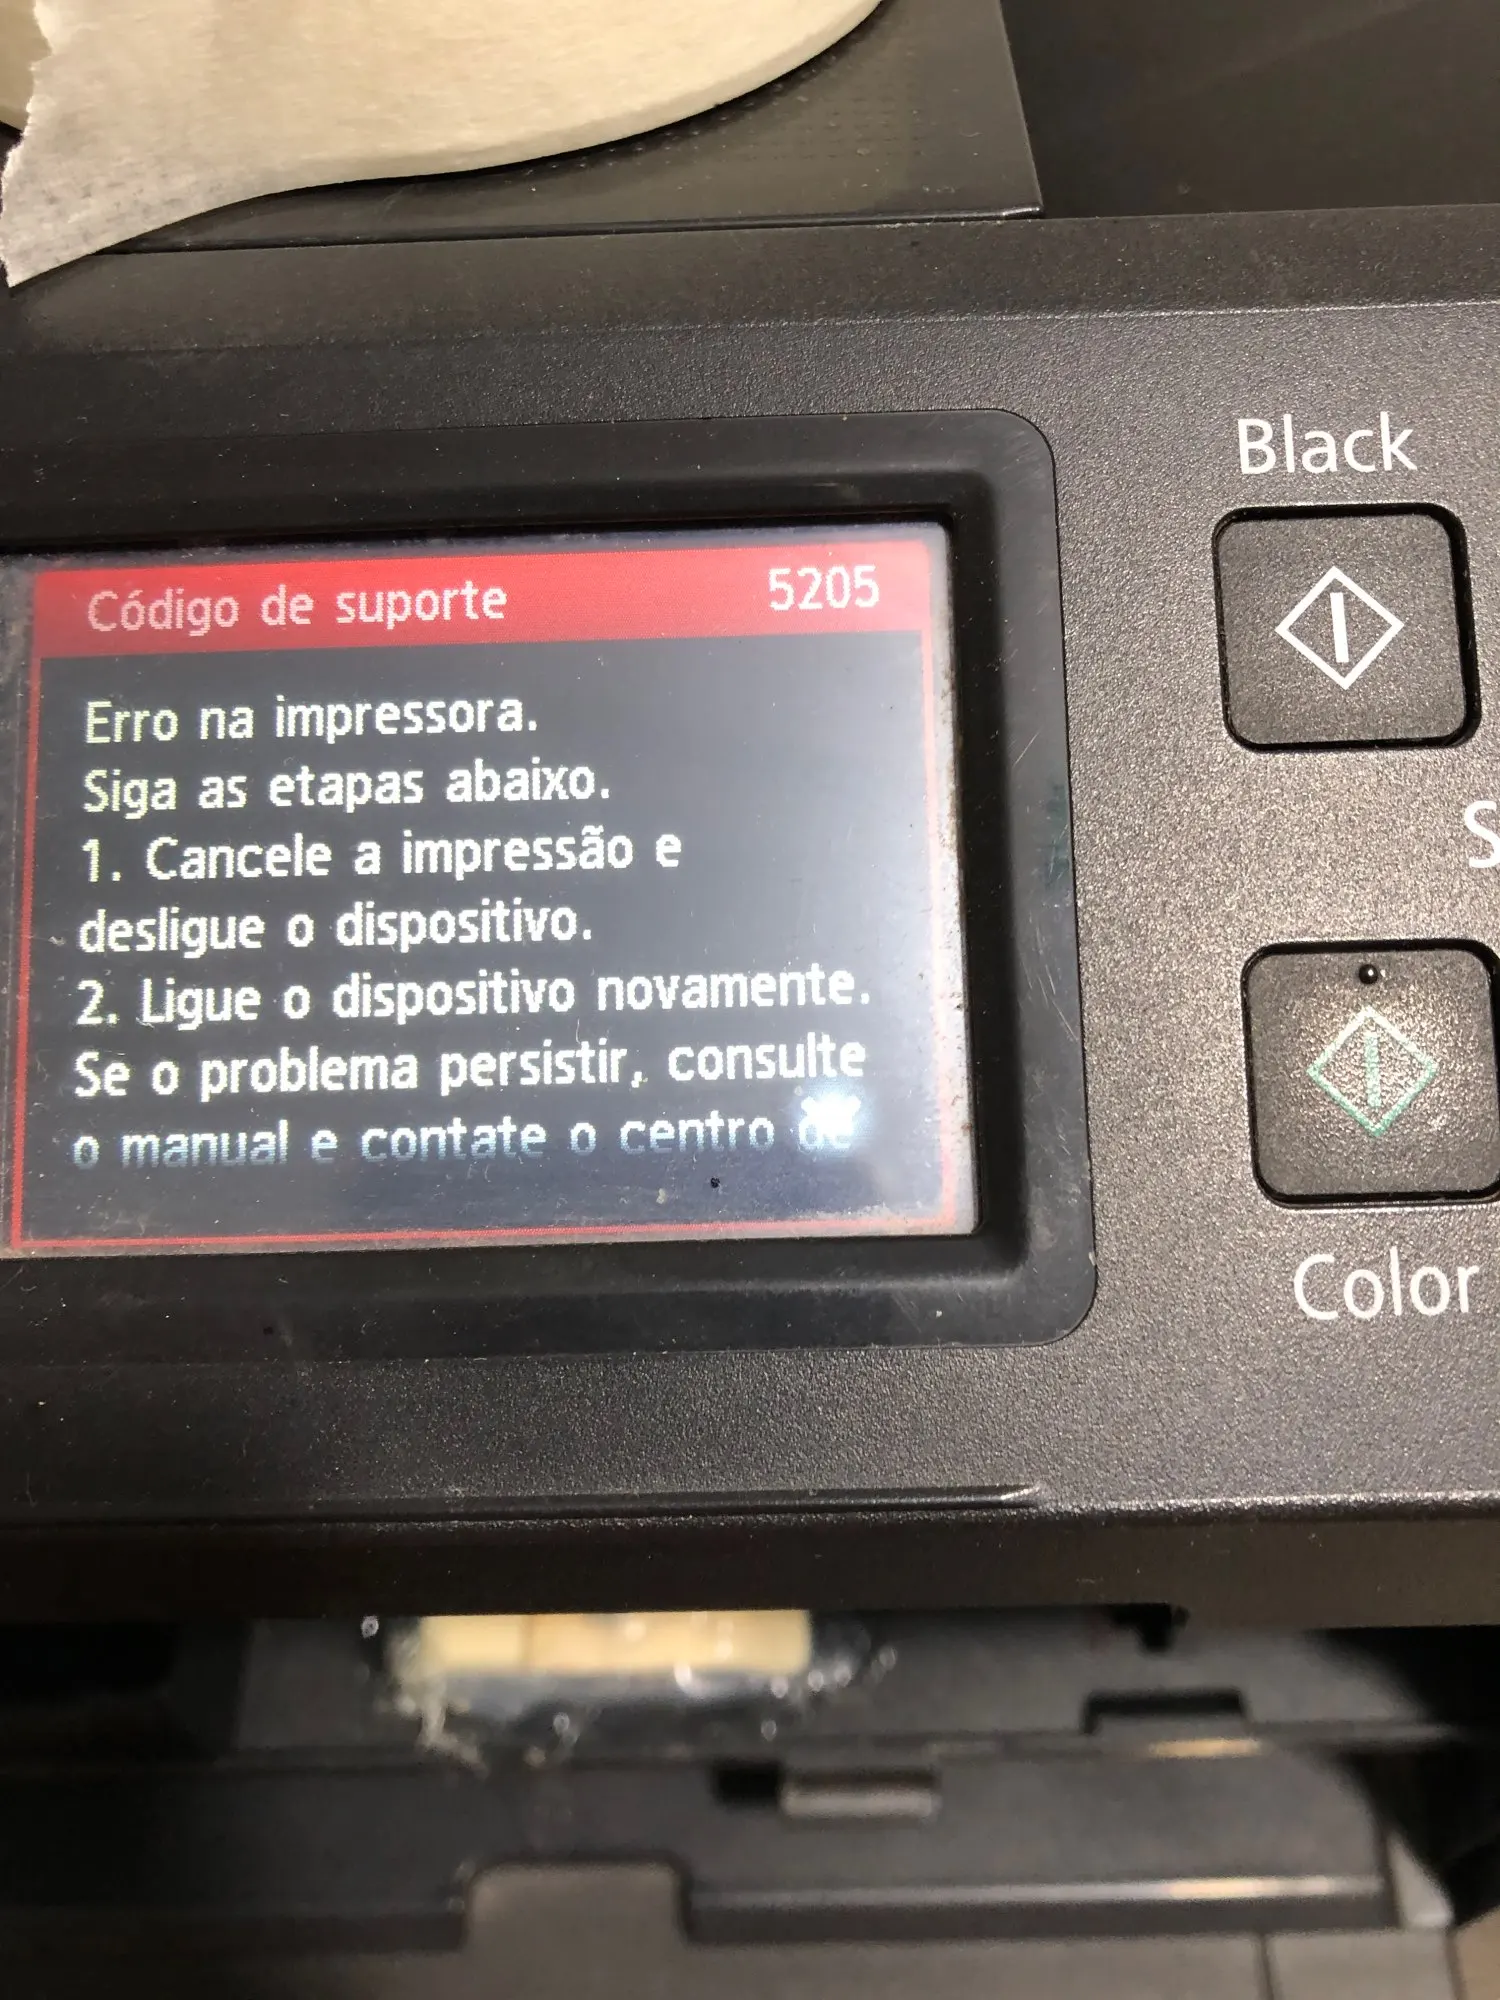 Black
Código de suporte 5205
Erro na impressora.
Siga as etapas abaixo.
1. Cancele a impressão e
desligue o dispositivo.
2. Ligue o dispositivo novamente.
Se o problema persistir, consulte
o manual e contate o centro de
Color